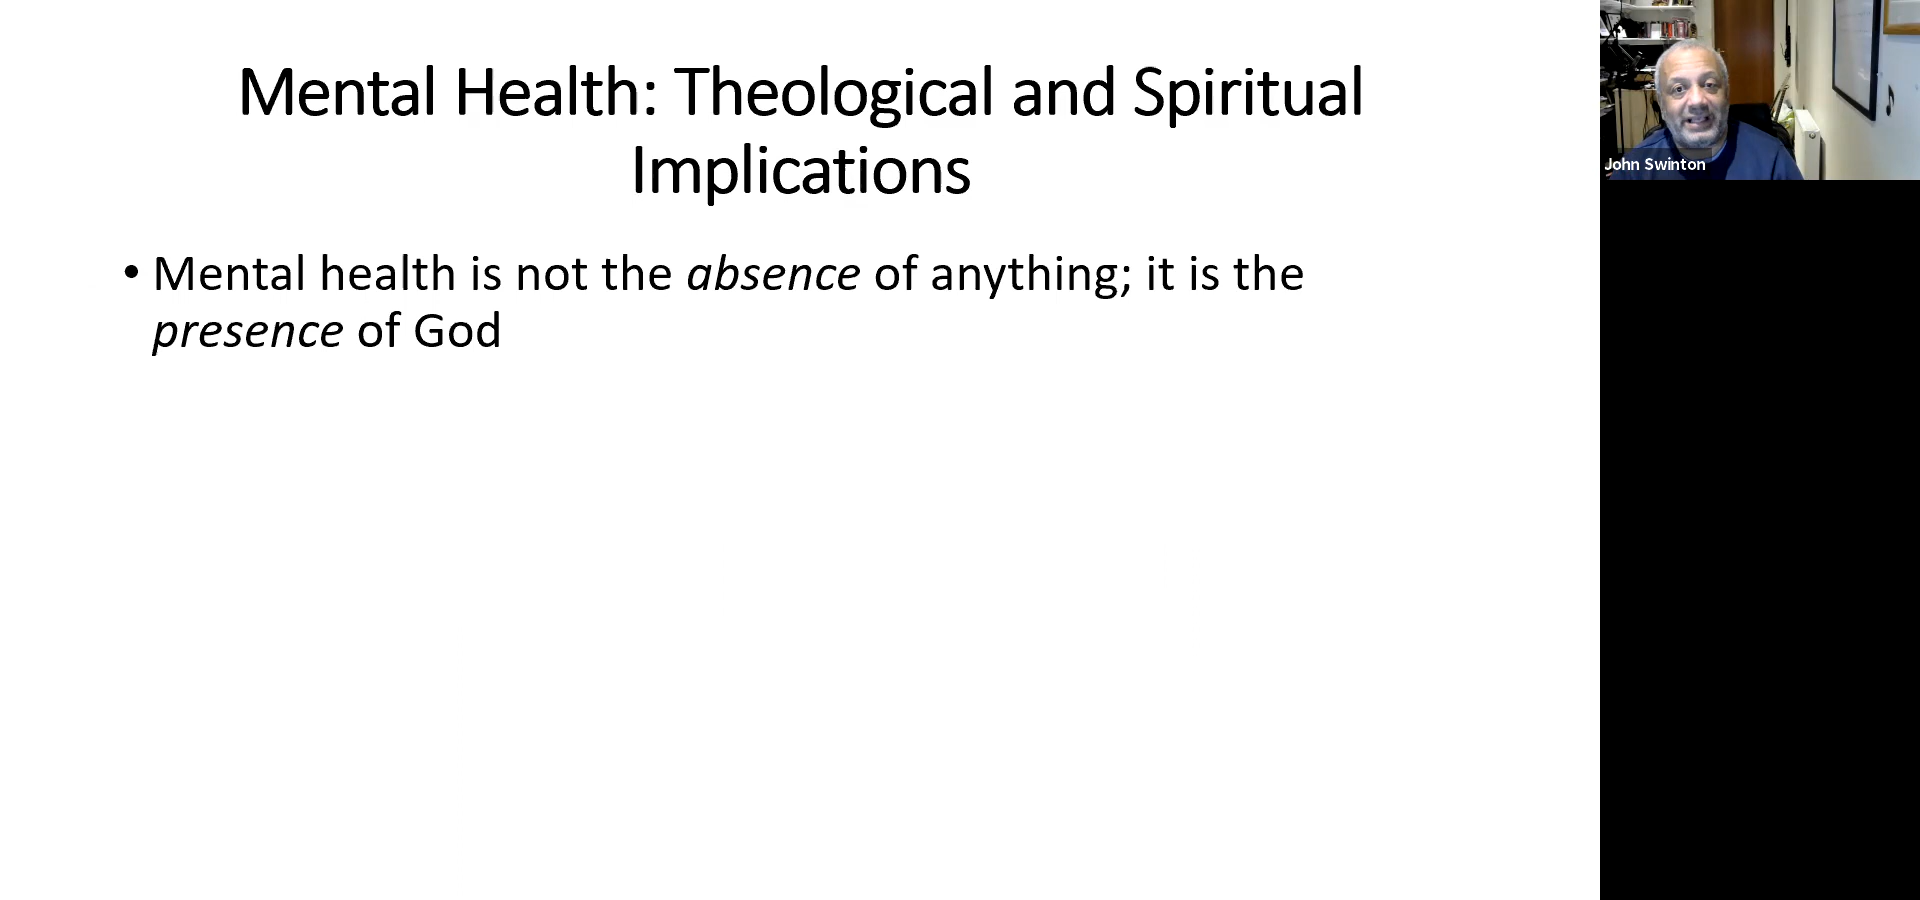 Mental Health: Theological and Spiritual
Implications
• Mental health is not the absence of anything; it is the
presence of God
John Swinton